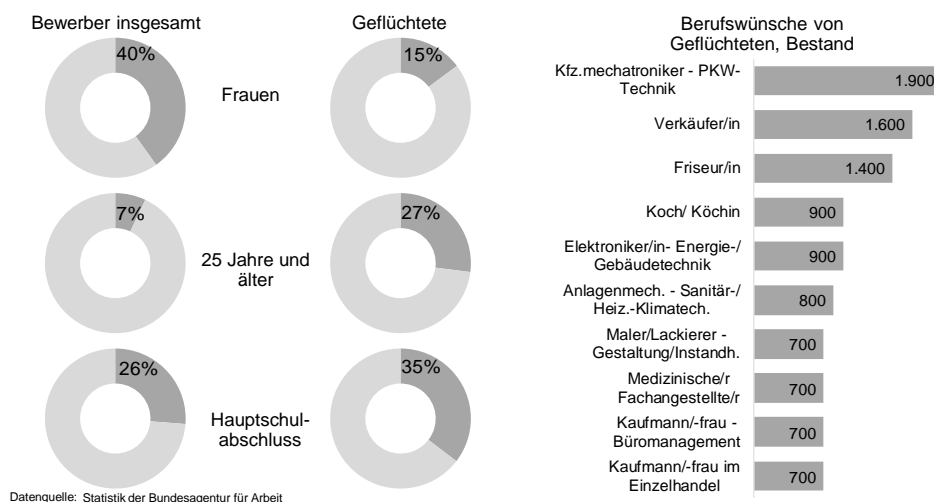 Bewerber insgesamt
Geflüchtete
40%
15%
Frauen
7%
27%
25 Jahre und
älter
26%
35%
Hauptschul-
abschluss
Datenquelle: Statistik der Bundesagentur für Arbeit
Berufswünsche von
Geflüchteten, Bestand
Kfz.mechatroniker - PKW-
Technik
1.900
Verkäufer/in
1.600
Friseur/in
1.400
Koch/ Köchin
900
Elektroniker/in- Energie-/
Gebäudetechnik
900
Anlagenmech. - Sanitär-/
Heiz.-Klimatech.
800
Maler/Lackierer -
Gestaltung/Instandh.
700
Medizinische/r
Fachangestellte/r
700
Kaufmann/-frau -
Büromanagement
700
Kaufmann/-frau im
Einzelhandel
700